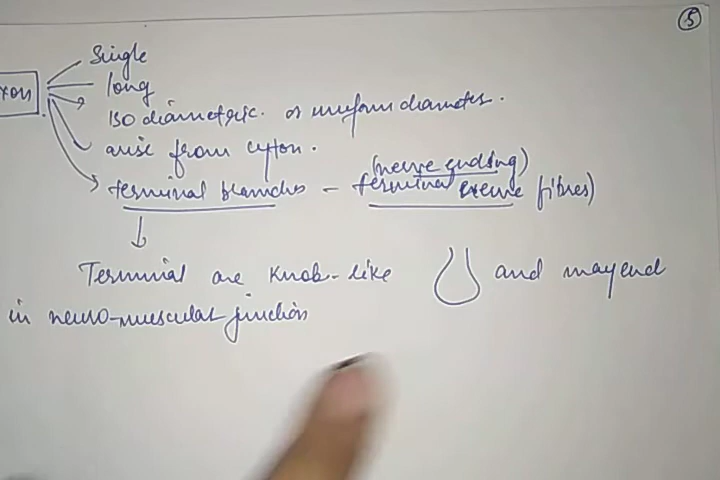 5
Single
xon
long
Iso diametric. or uniform diameter.
arise from cyton.
(nerve ending)
terminal branches - terminal nerve fibres)
Terminal are knob-like and may end
in neuro-muscular junction